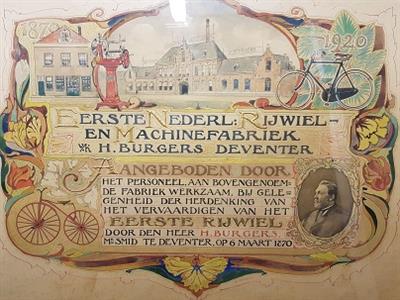 1870
1920
EERSTE NEDERL: RIJWIEL-
EN MACHINEFABRIEK
H. BURGERS DEVENTER
AANGEBODEN DOOR
HET PERSONEEL, AAN BOVENGENOEM-
DE FABRIEK WERKZAAM, BIJ GELE-
GENHEID DER HERDENKING VAN
HET VERVAARDIGEN VAN HET
EERSTE RIJWIEL
DOOR DEN HEER H. BURGERS.
MR SMID TE DEVENTER, OP 6 MAART 1870